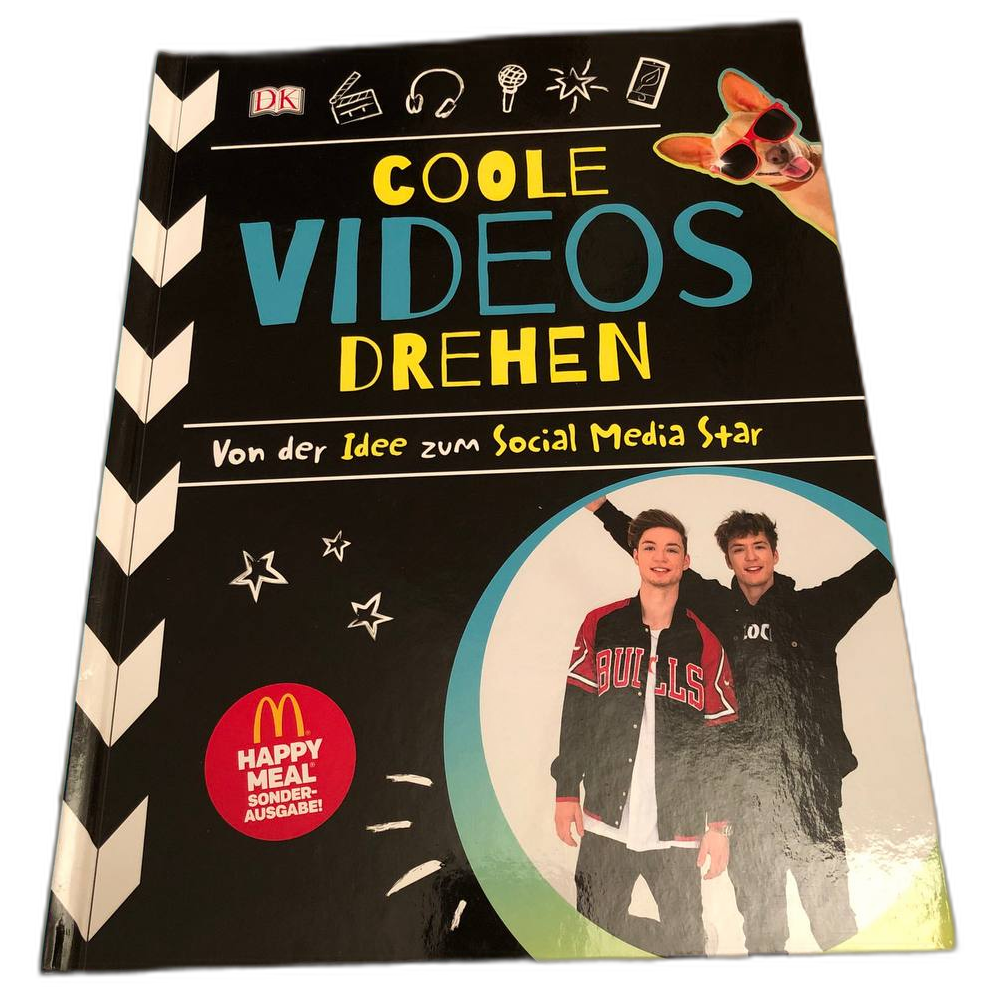 DK
COOLE
VIDEOS
DREHEN
Von der Idee zum Social Media Star
BULLS
HAPPY
MEAL®
SONDER-
AUSGABE!